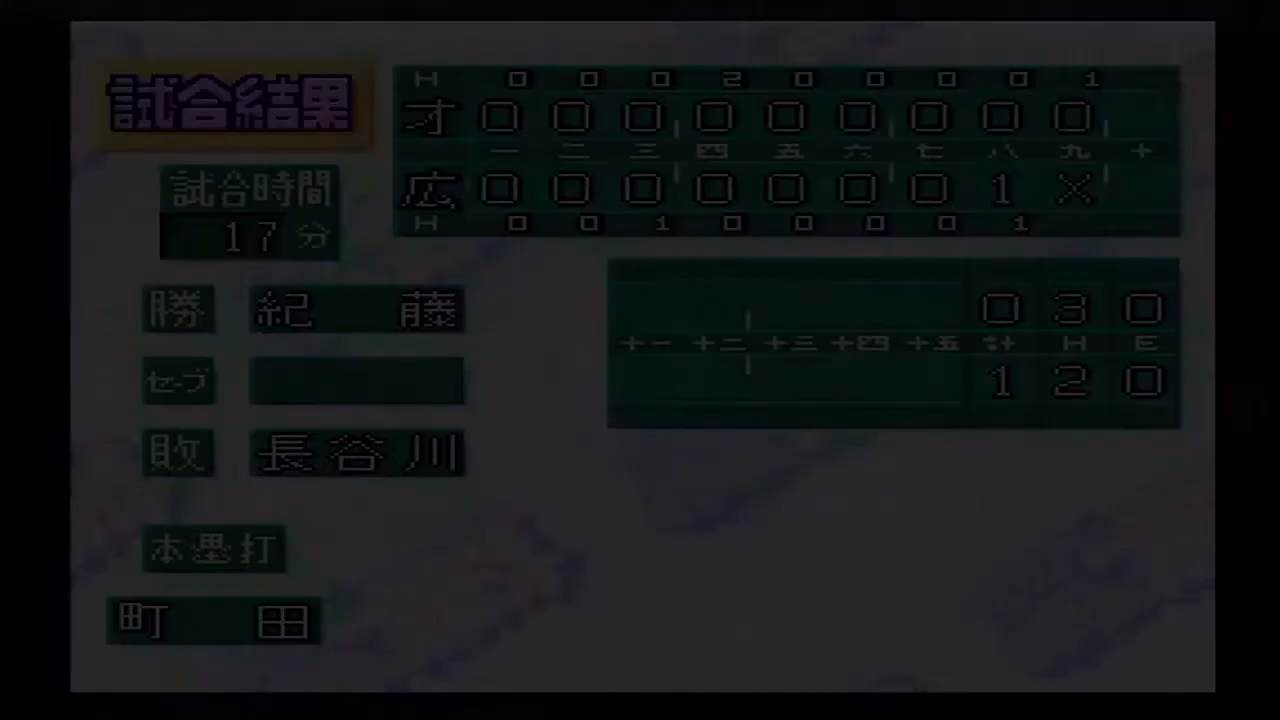 試合結果
H 0 0 0 2 0 0 0 0 1
オ 0 0 0 0 0 0 0 0 0
一 二 三 四 五 六 七 八 九 十
広 0 0 0 0 0 0 0 1 X
H 0 0 1 0 0 0 0 1
試合時間
17分
0 3 0
十一 十二 十三 十四 十五 計 H E
1 2 0
勝 紀藤
セーブ
敗 長谷川
本塁打
町田